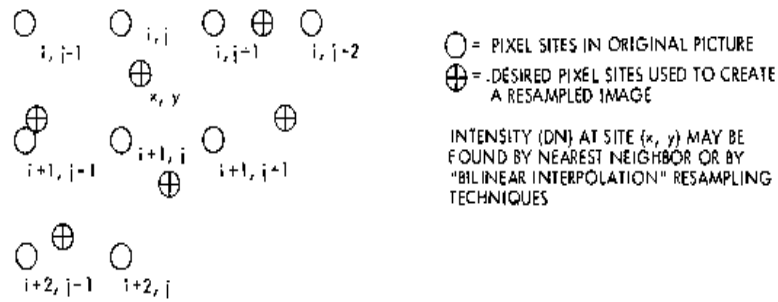 i, j-1
i, j
i, j+1
i, j+2
x, y
i+1, j-1
i+1, j
i+1, j+1
i+2, j-1
i+2, j
= PIXEL SITES IN ORIGINAL PICTURE
= DESIRED PIXEL SITES USED TO CREATE
A RESAMPLED IMAGE
INTENSITY (DN) AT SITE (x, y) MAY BE
FOUND BY NEAREST NEIGHBOR OR BY
"BILINEAR INTERPOLATION" RESAMPLING
TECHNIQUES